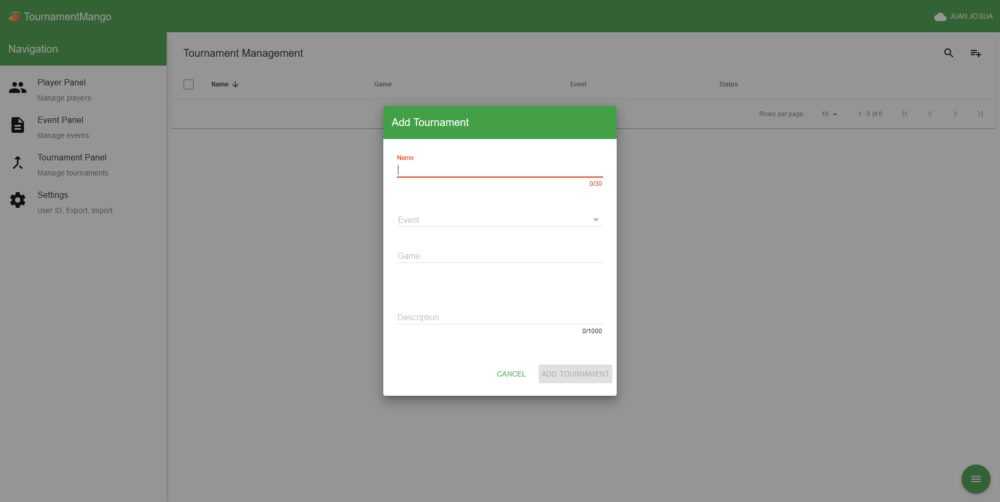 TournamentMango
JUAN JOSUA
Navigation
Player Panel
Manage players
Event Panel
Manage events
Tournament Panel
Manage tournaments
Settings
User ID, Export, Import
Tournament Management
Name Game Event Status
Rows per page: 10 1 - 0 of 0
Add Tournament
Name
0/30
Event
Game
Description
0/1000
CANCEL ADD TOURNAMENT